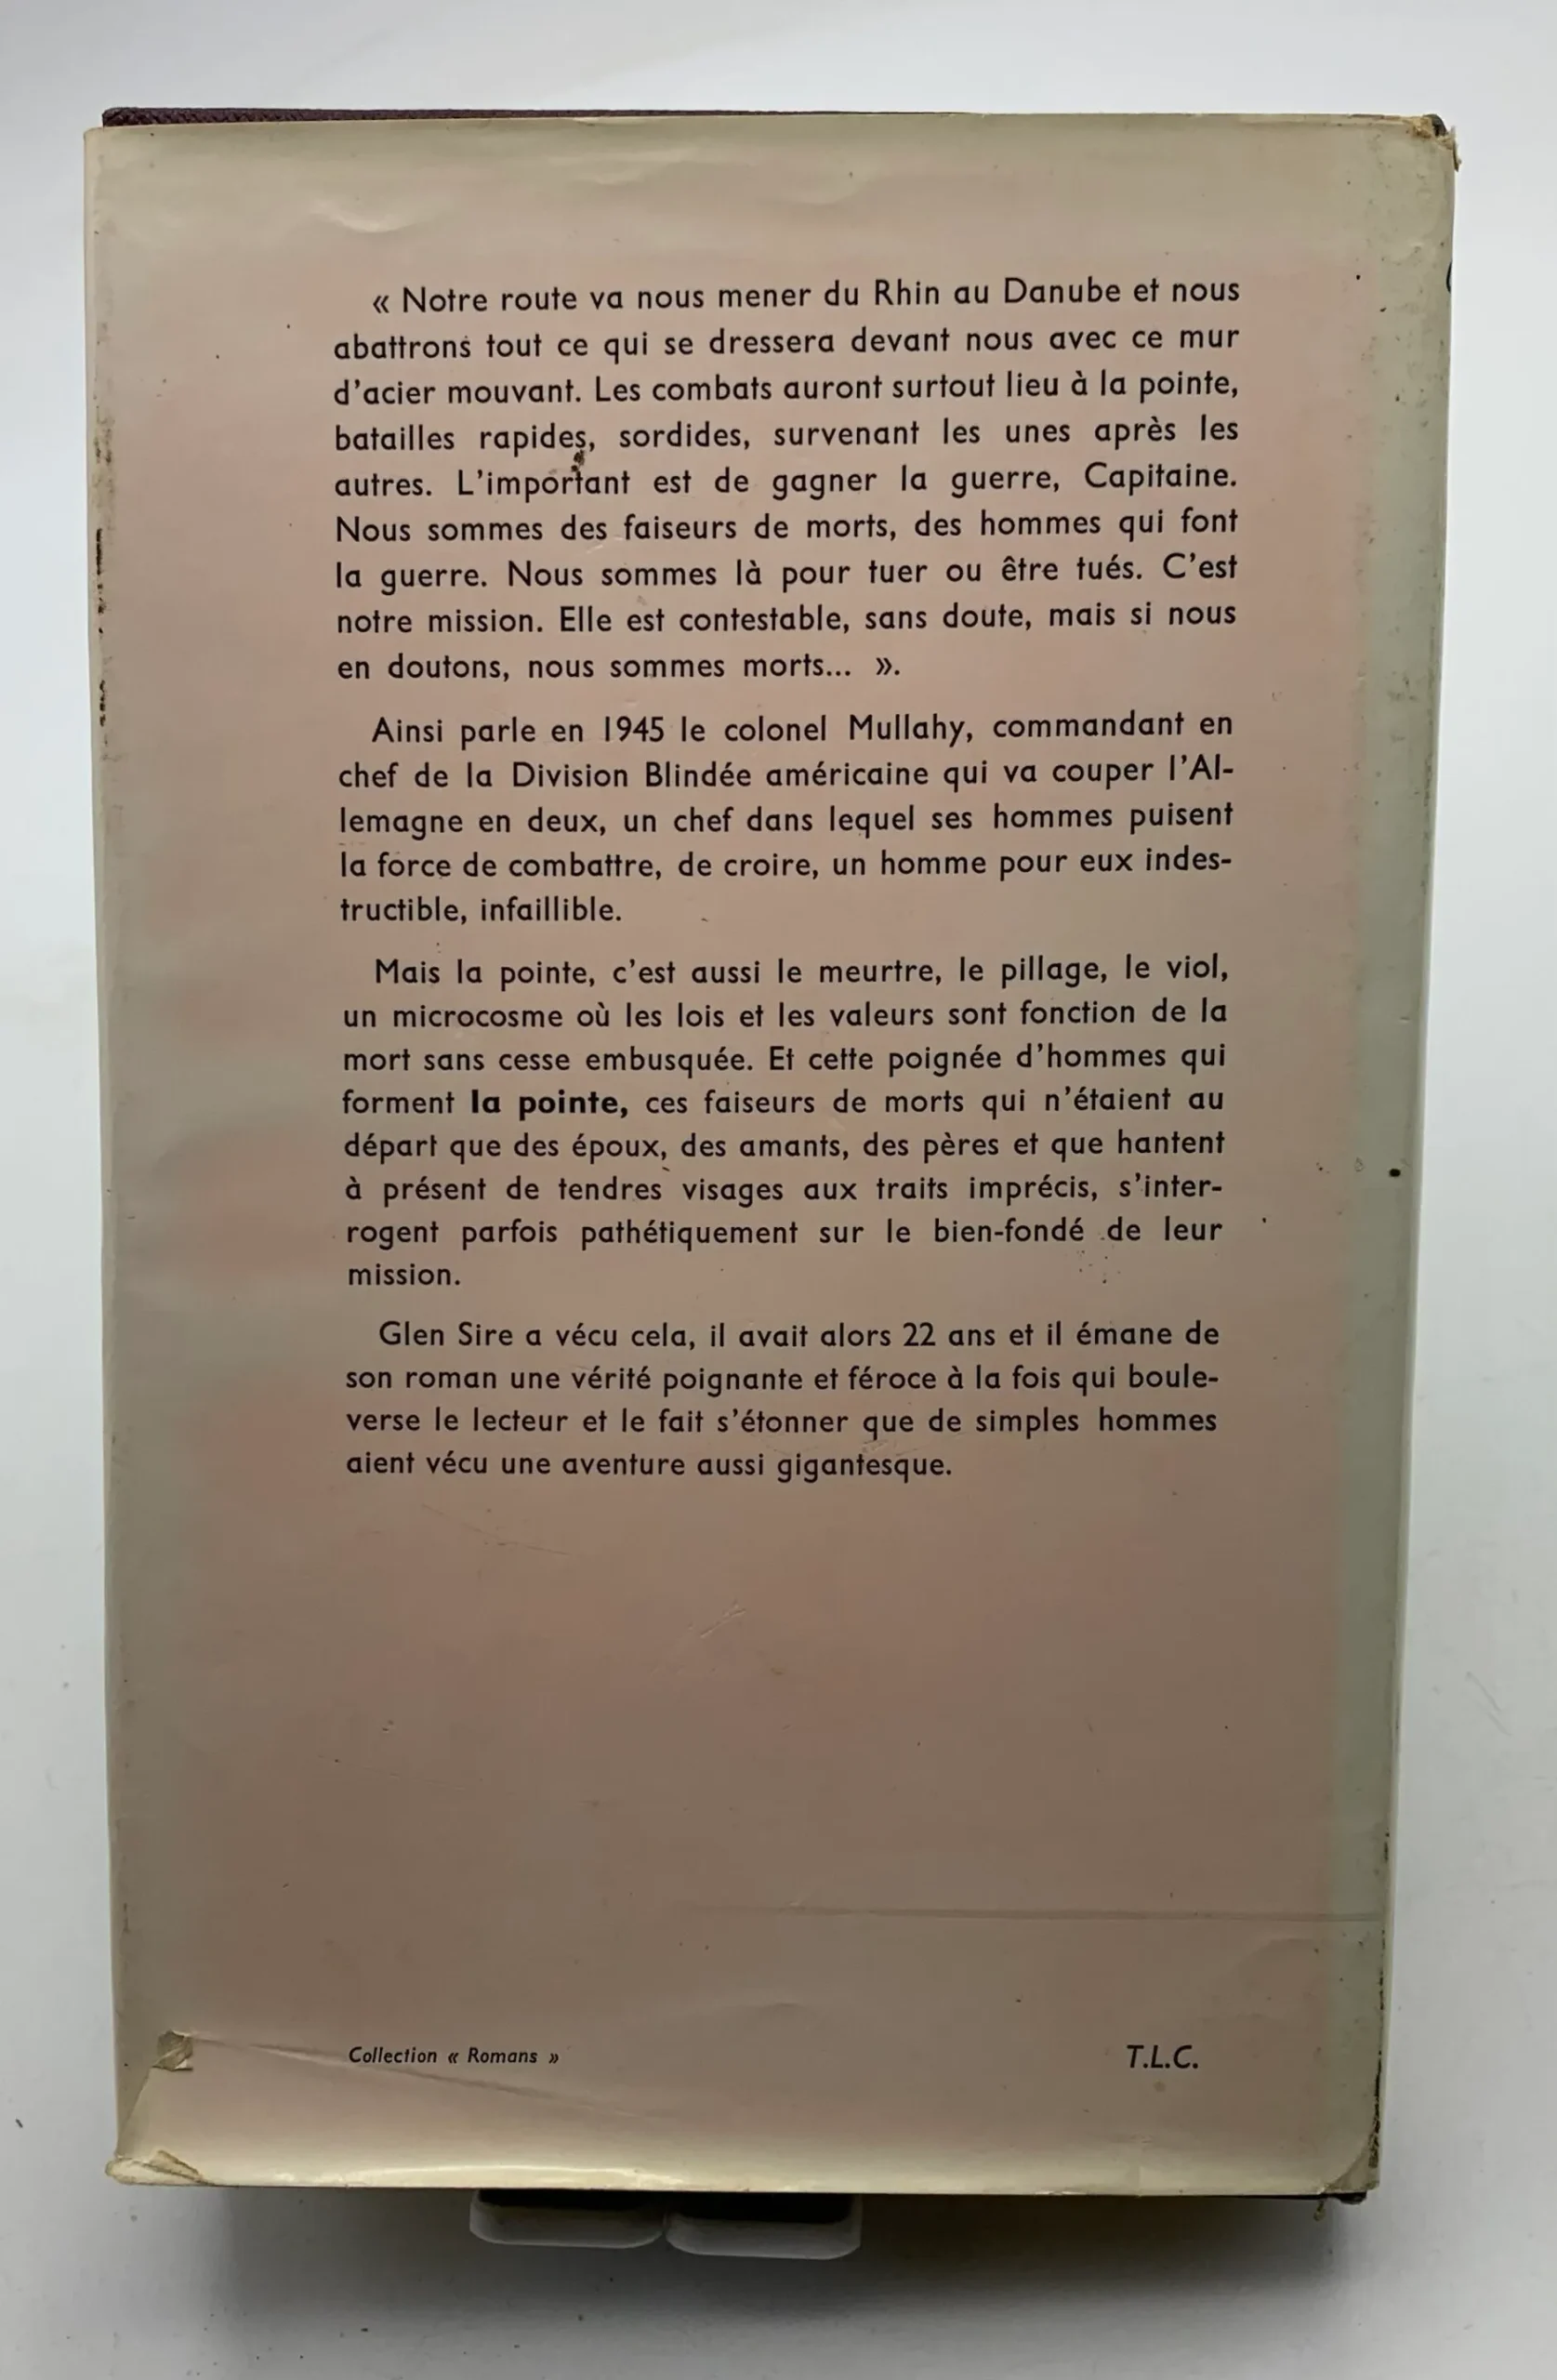 « Notre route va nous mener du Rhin au Danube et nous
abattrons tout ce qui se dressera devant nous avec ce mur
d'acier mouvant. Les combats auront surtout lieu à la pointe,
batailles rapides, sordides, survenant les unes après les
autres. L'important est de gagner la guerre, Capitaine.
Nous sommes des faiseurs de morts, des hommes qui font
la guerre. Nous sommes là pour tuer ou être tués. C'est
notre mission. Elle est contestable, sans doute, mais si nous
en doutons, nous sommes morts... ».
Ainsi parle en 1945 le colonel Mullahy, commandant en
chef de la Division Blindée américaine qui va couper l'Al-
lemagne en deux, un chef dans lequel ses hommes puisent
la force de combattre, de croire, un homme pour eux indes-
tructible, infaillible.
Mais la pointe, c'est aussi le meurtre, le pillage, le viol,
un microcosme où les lois et les valeurs sont fonction de la
mort sans cesse embusquée. Et cette poignée d'hommes qui
forment la pointe, ces faiseurs de morts qui n'étaient au
départ que des époux, des amants, des pères et que hantent
à présent de tendres visages aux traits imprécis, s'inter-
rogent parfois pathétiquement sur le bien-fondé de leur
mission.
Glen Sire a vécu cela, il avait alors 22 ans et il émane de
son roman une vérité poignante et féroce à la fois qui boule-
verse le lecteur et le fait s'étonner que de simples hommes
aient vécu une aventure aussi gigantesque.
Collection « Romans »
T.L.C.